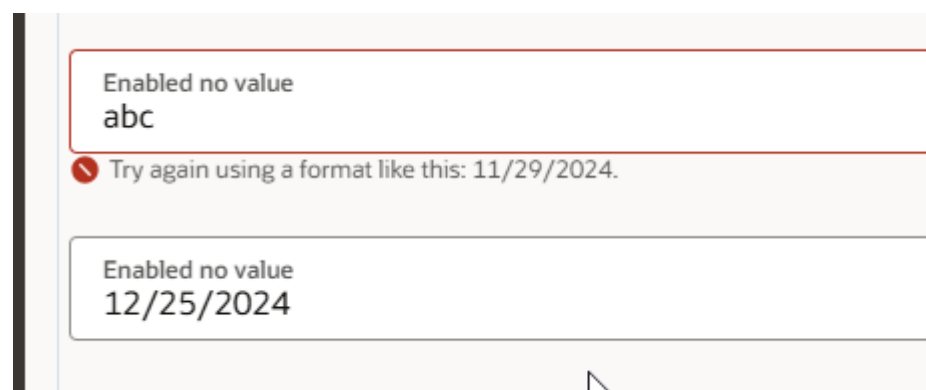 Enabled no value
abc
Try again using a format like this: 11/29/2024.
Enabled no value
12/25/2024